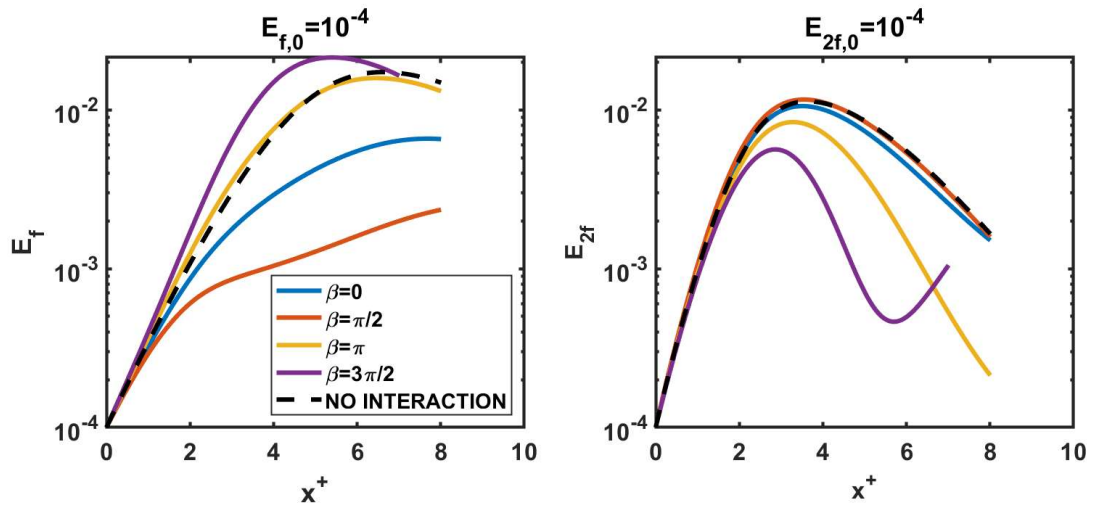 E_{f,0}=10^{-4}
E_f
10^{-2}
10^{-3}
10^{-4}
β=0
β=π/2
β=π
β=3π/2
NO INTERACTION
0 2 4 6 8 10
x^+
E_{2f,0}=10^{-4}
E_{2f}
10^{-2}
10^{-3}
10^{-4}
0 2 4 6 8 10
x^+